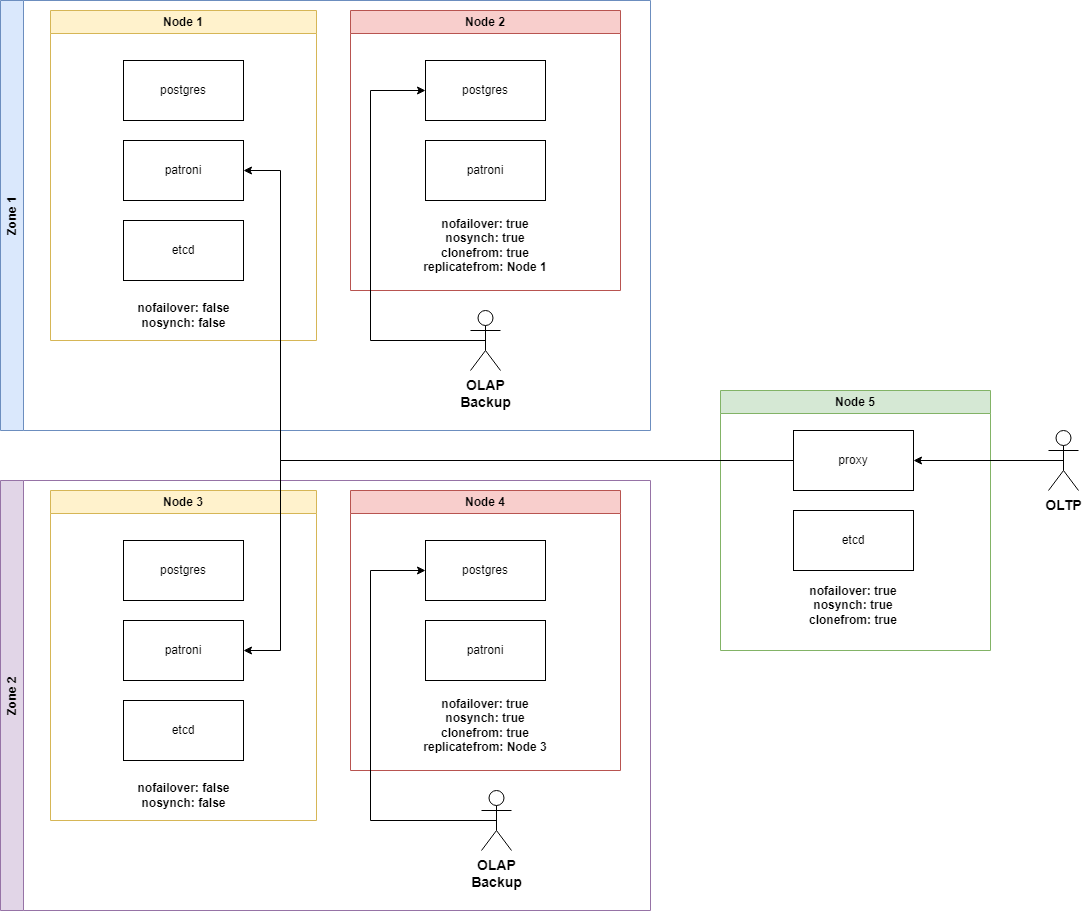 Zone 1
Node 1
postgres
patroni
etcd
nofailover: false
nosynch: false
Node 2
postgres
patroni
nofailover: true
nosynch: true
clonefrom: true
replicatefrom: Node 1
OLAP
Backup
Zone 2
Node 3
postgres
patroni
etcd
nofailover: false
nosynch: false
Node 4
postgres
patroni
nofailover: true
nosynch: true
clonefrom: true
replicatefrom: Node 3
OLAP
Backup
Node 5
proxy
etcd
nofailover: true
nosynch: true
clonefrom: true
OLTP